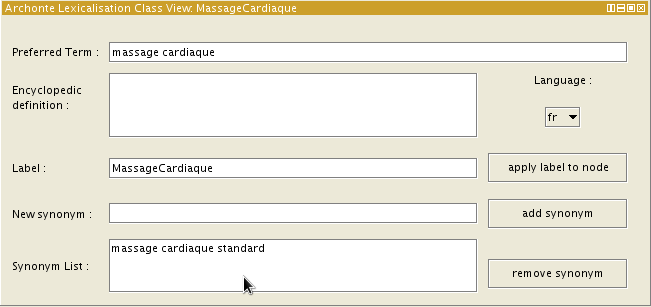 Archonte Lexicalisation Class View: MassageCardiaque
Preferred Term : massage cardiaque
Encyclopedic
definition :
Language :
fr
Label : MassageCardiaque apply label to node
New synonym : add synonym
massage cardiaque standard
Synonym List : remove synonym